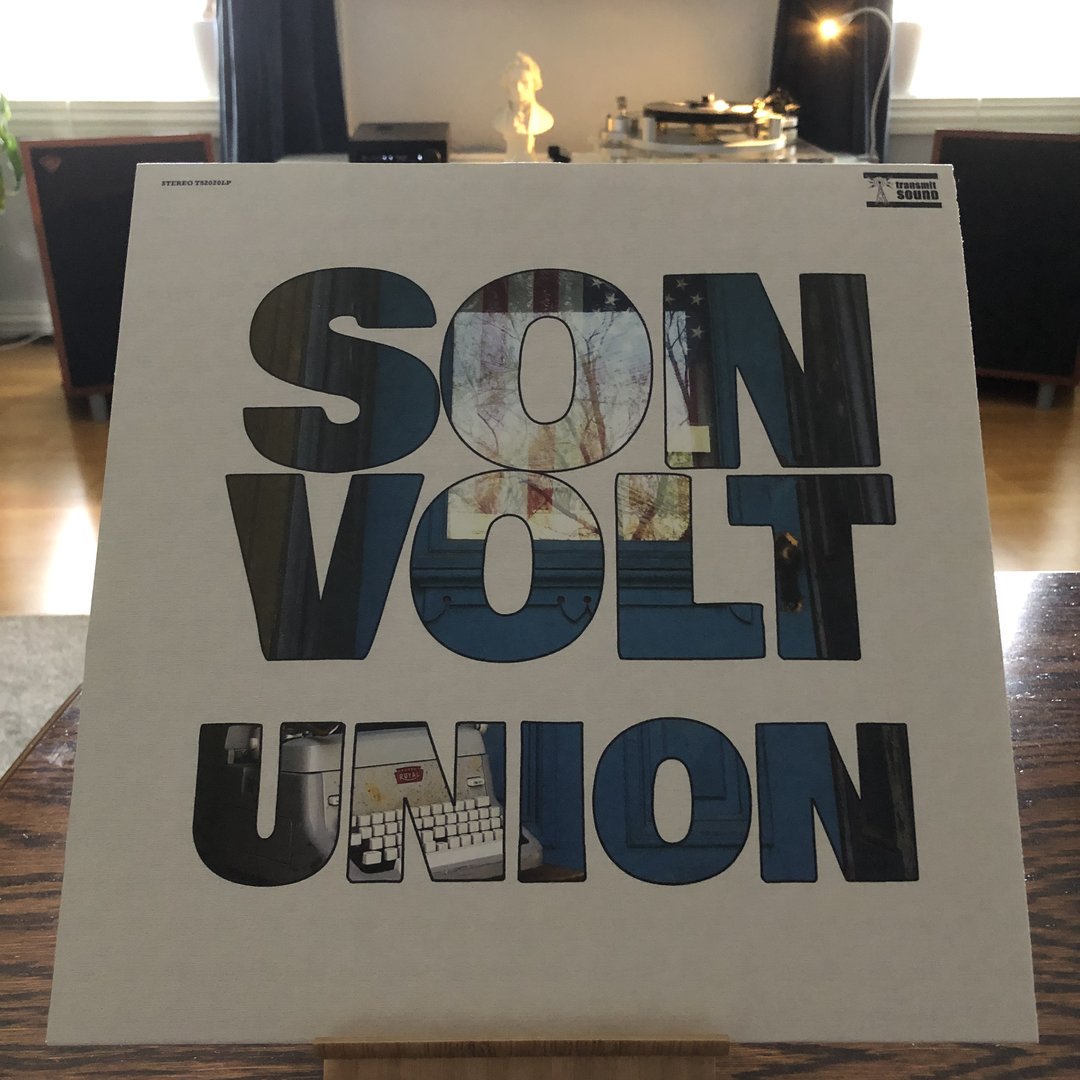 STEREO TS2020LP
transmit
SOUND
SON
VOLT
UNION
ROYAL